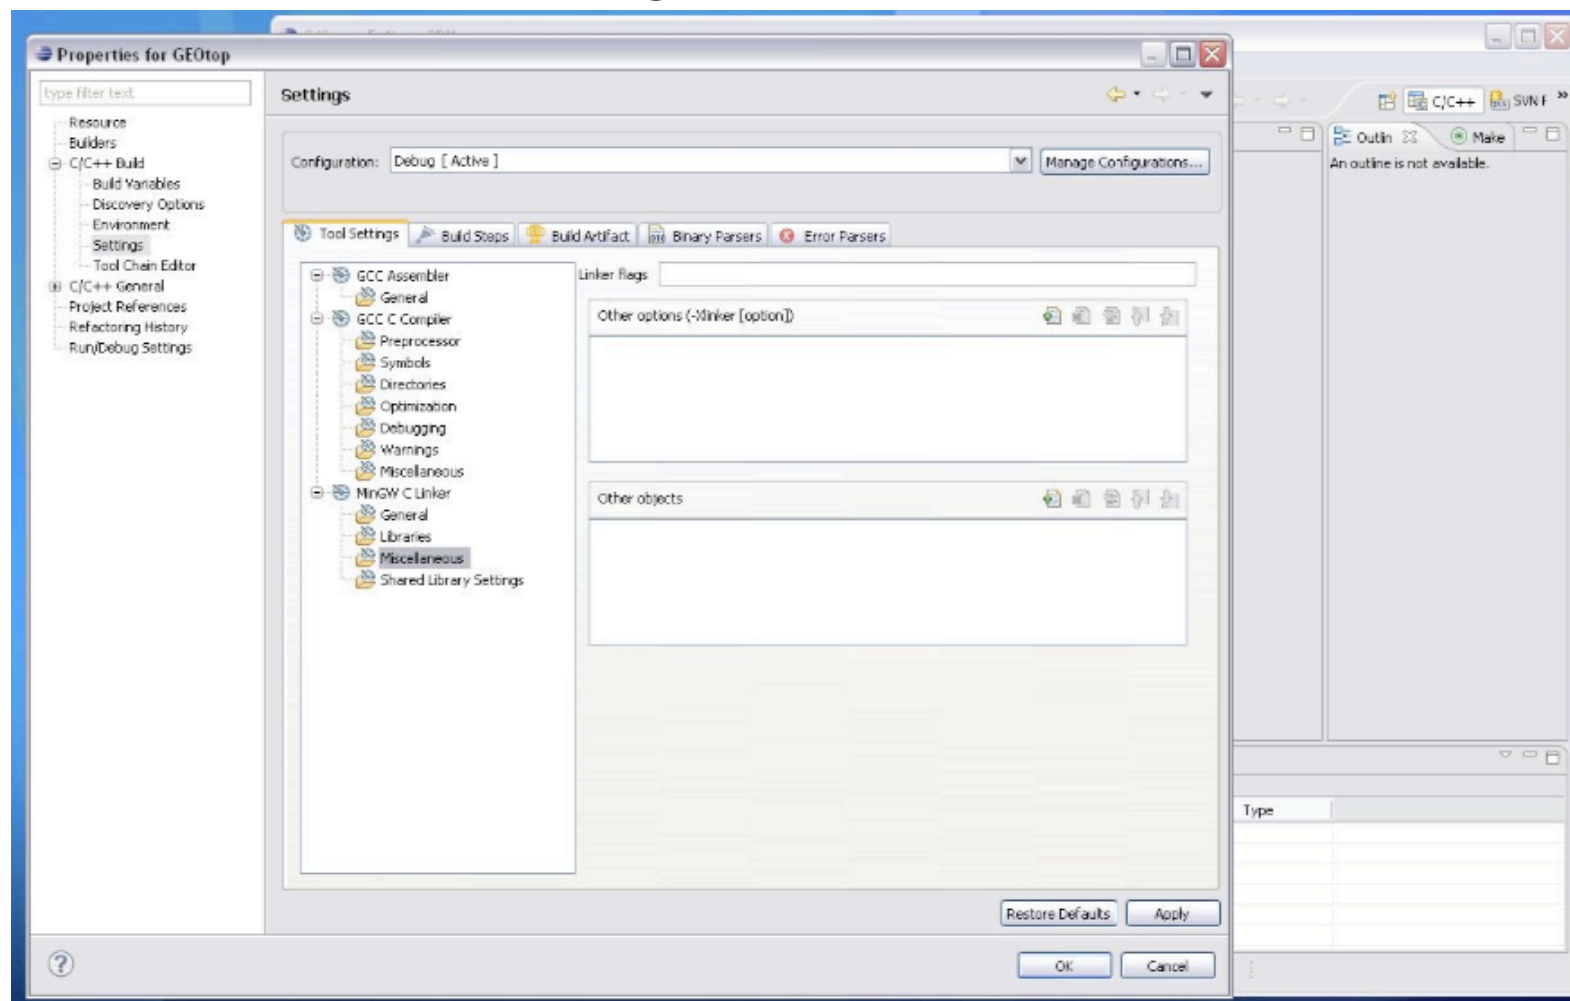 Properties for GEOtop
type filter text
Resource
Builders
C/C++ Build
Build Variables
Discovery Options
Environment
Settings
Tool Chain Editor
C/C++ General
Project References
Refactoring History
Run/Debug Settings
Settings
Configuration: Debug [ Active ] Manage Configurations...
Tool Settings Build Steps Build Artifact Binary Parsers Error Parsers
GCC Assembler
General
GCC C Compiler
Preprocessor
Symbols
Directories
Optimization
Debugging
Warnings
Miscellaneous
MinGW C Linker
General
Libraries
Miscellaneous
Shared Library Settings
Linker flags
Other options (-Xlinker [option])
Other objects
Restore Defaults Apply
OK Cancel
C/C++ SVN F
Outlin Make
An outline is not available.
Type